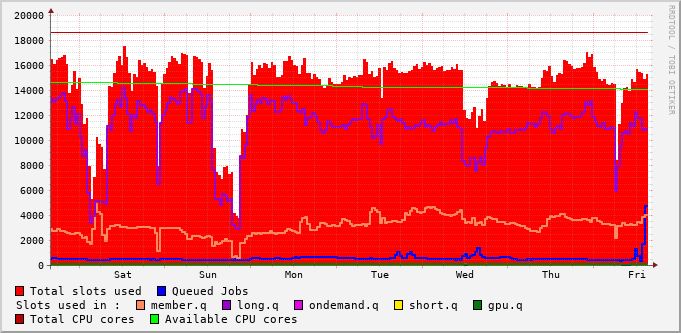 20000
18000
16000
14000
12000
10000
8000
6000
4000
2000
0
Sat Sun Mon Tue Wed Thu Fri
RRDTOOL / TOBI OETIKER
Total slots used Queued Jobs
Slots used in : member.q long.q ondemand.q short.q gpu.q
Total CPU cores Available CPU cores